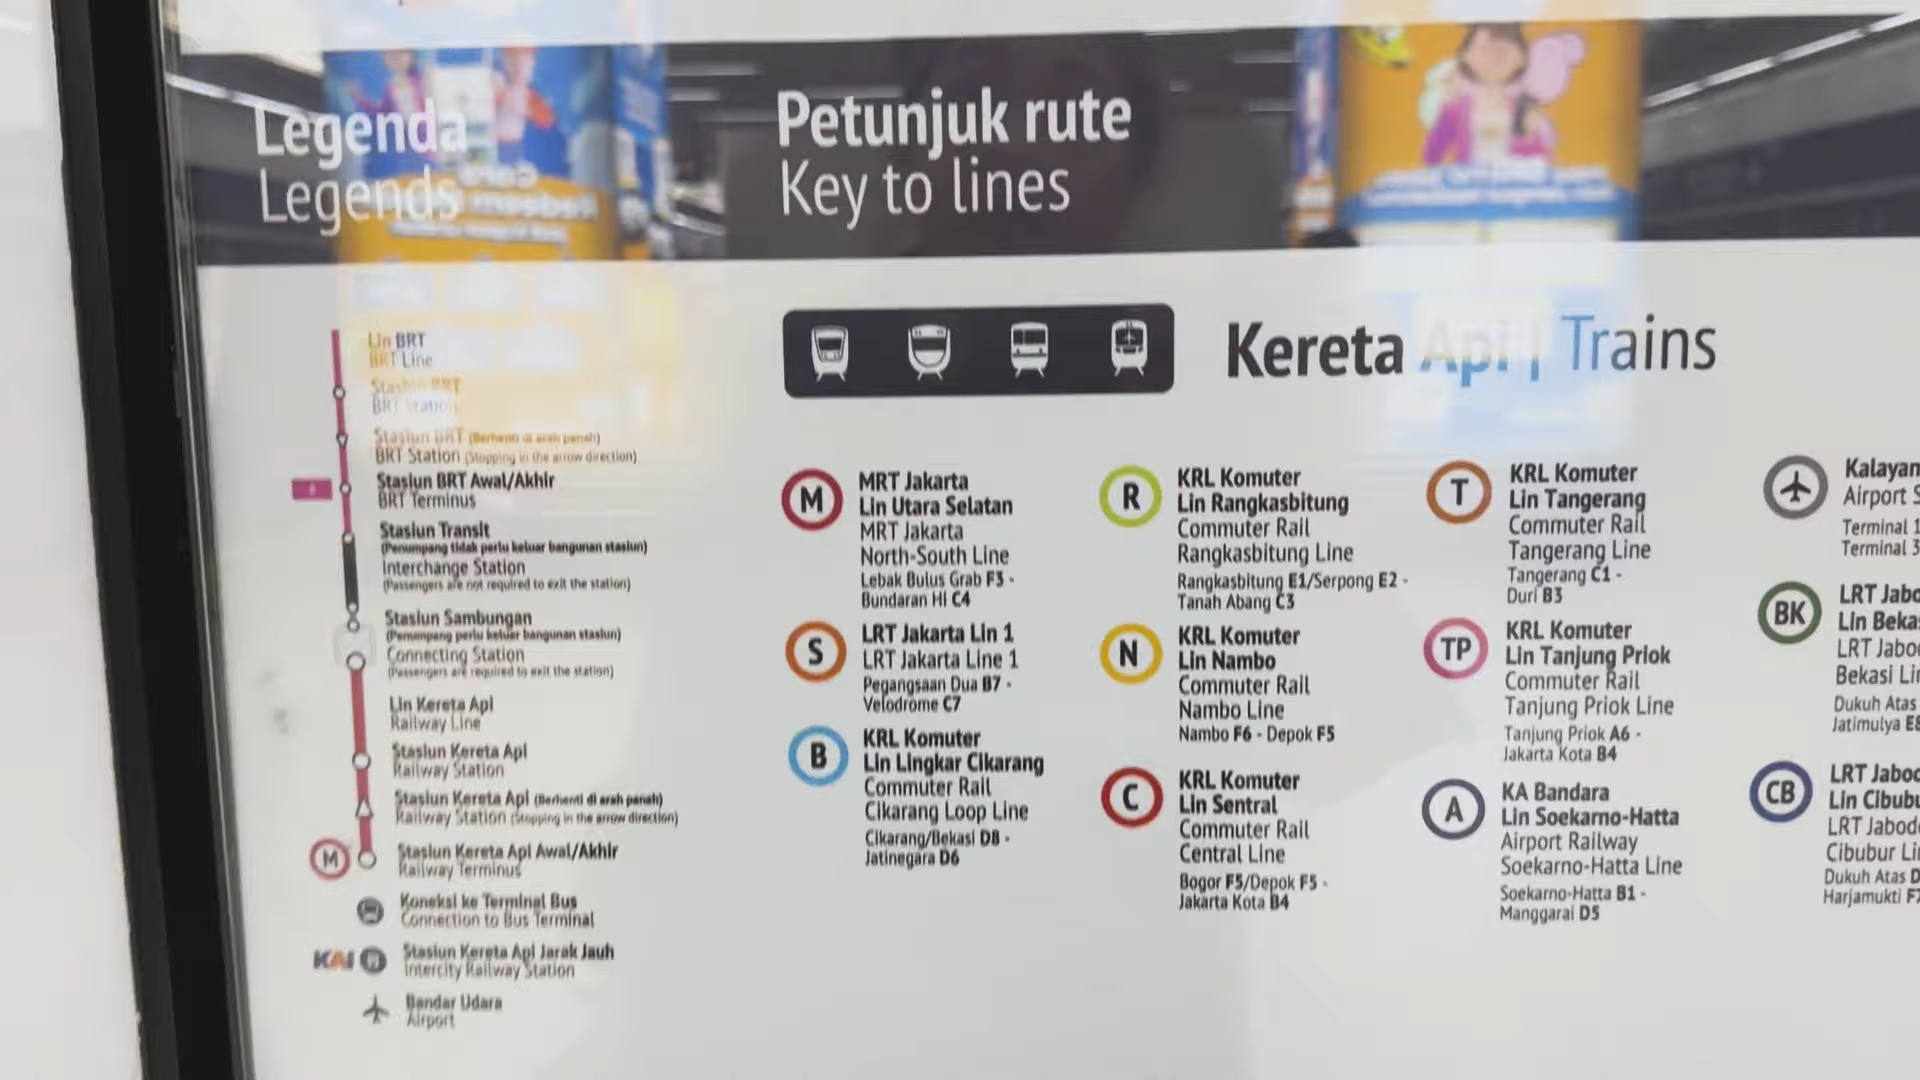 Legenda
Legends
Petunjuk rute
Key to lines
Lin BRT
BRT Line
Stasiun BRT
BRT Station
Stasiun BRT (Berhenti di arah panah)
BRT Station (Stopping in the arrow direction)
Stasiun BRT Awal/Akhir
BRT Terminus
Stasiun Transit
(Penumpang tidak perlu keluar bangunan stasiun)
Interchange Station
(Passengers are not required to exit the station)
Stasiun Sambungan
(Penumpang perlu keluar bangunan stasiun)
Connecting Station
(Passengers are required to exit the station)
Lin Kereta Api
Railway Line
Stasiun Kereta Api
Railway Station
Stasiun Kereta Api (Berhenti di arah panah)
Railway Station (Stopping in the arrow direction)
M
Stasiun Kereta Api Awal/Akhir
Railway Terminus
Koneksi ke Terminal Bus
Connection to Bus Terminal
KAI
Stasiun Kereta Api Jarak Jauh
Intercity Railway Station
Bandar Udara
Airport
Kereta Api | Trains
M
MRT Jakarta
Lin Utara Selatan
MRT Jakarta
North-South Line
Lebak Bulus Grab F3 -
Bundaran HI C4
S
LRT Jakarta Lin 1
LRT Jakarta Line 1
Pegangsaan Dua B7 -
Velodrome C7
B
KRL Komuter
Lin Lingkar Cikarang
Commuter Rail
Cikarang Loop Line
Cikarang/Bekasi D8 -
Jatinegara D6
R
KRL Komuter
Lin Rangkasbitung
Commuter Rail
Rangkasbitung Line
Rangkasbitung E1/Serpong E2 -
Tanah Abang C3
N
KRL Komuter
Lin Nambo
Commuter Rail
Nambo Line
Nambo F6 - Depok F5
C
KRL Komuter
Lin Sentral
Commuter Rail
Central Line
Bogor F5/Depok F5 -
Jakarta Kota B4
T
KRL Komuter
Lin Tangerang
Commuter Rail
Tangerang Line
Tangerang C1 -
Duri B3
TP
KRL Komuter
Lin Tanjung Priok
Commuter Rail
Tanjung Priok Line
Tanjung Priok A6 -
Jakarta Kota B4
A
KA Bandara
Lin Soekarno-Hatta
Airport Railway
Soekarno-Hatta Line
Soekarno-Hatta B1 -
Manggarai D5
Kalayan
Airport S
Terminal 1
Terminal 3
BK
LRT Jabo
Lin Bekas
LRT Jabo
Bekasi Li
Dukuh Atas
Jatimulya E8
CB
LRT Jabod
Lin Cibubu
LRT Jabod
Cibubur Li
Dukuh Atas D
Harjamukti F7